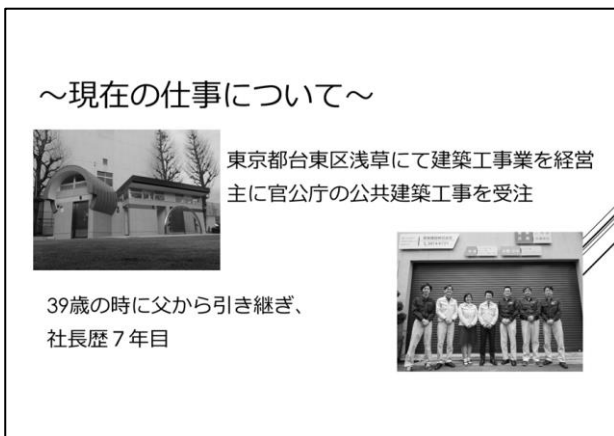 ～現在の仕事について～
東京都台東区浅草にて建築工事業を経営
主に官公庁の公共建築工事を受注
39歳の時に父から引き継ぎ、
社長歴７年目